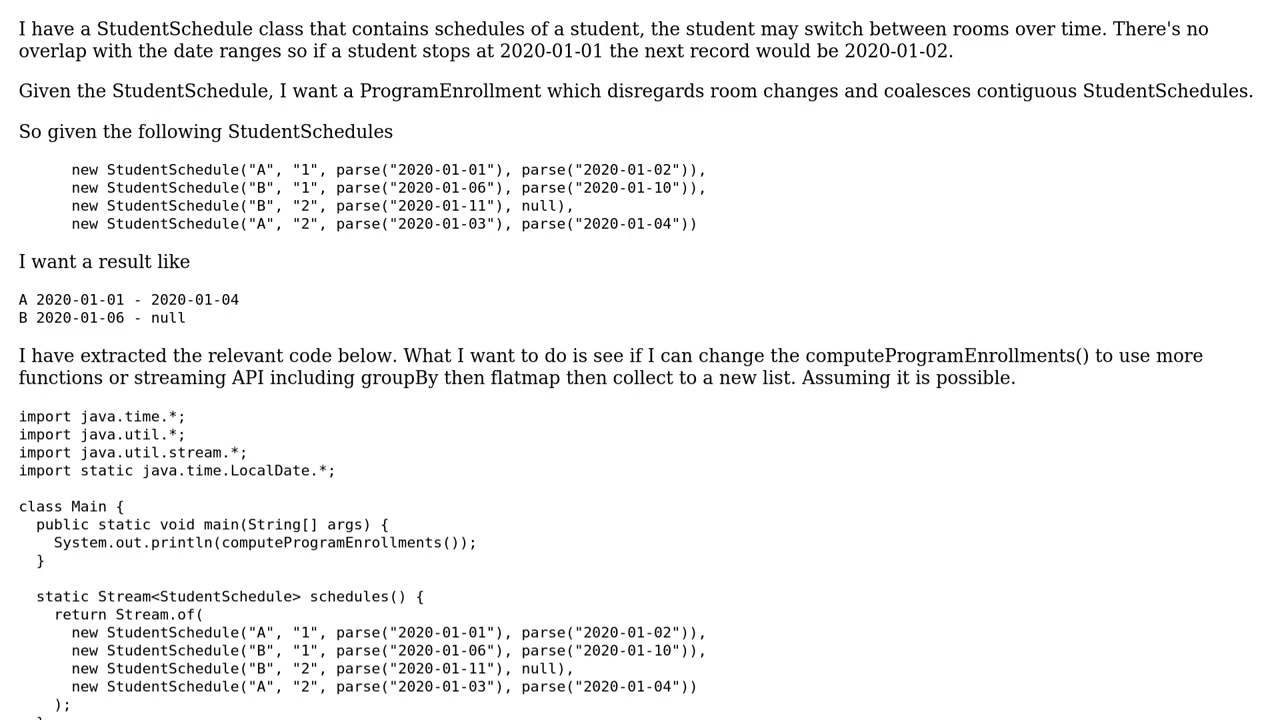 I have a StudentSchedule class that contains schedules of a student, the student may switch between rooms over time. There's no
overlap with the date ranges so if a student stops at 2020-01-01 the next record would be 2020-01-02.
Given the StudentSchedule, I want a ProgramEnrollment which disregards room changes and coalesces contiguous StudentSchedules.
So given the following StudentSchedules
new StudentSchedule("A", "1", parse("2020-01-01"), parse("2020-01-02")),
new StudentSchedule("B", "1", parse("2020-01-06"), parse("2020-01-10")),
new StudentSchedule("B", "2", parse("2020-01-11"), null),
new StudentSchedule("A", "2", parse("2020-01-03"), parse("2020-01-04"))
I want a result like
A 2020-01-01 - 2020-01-04
B 2020-01-06 - null
I have extracted the relevant code below. What I want to do is see if I can change the computeProgramEnrollments() to use more
functions or streaming API including groupBy then flatmap then collect to a new list. Assuming it is possible.
import java.time.*;
import java.util.*;
import java.util.stream.*;
import static java.time.LocalDate.*;
class Main {
public static void main(String[] args) {
System.out.println(computeProgramEnrollments());
}
static Stream<StudentSchedule> schedules() {
return Stream.of(
new StudentSchedule("A", "1", parse("2020-01-01"), parse("2020-01-02")),
new StudentSchedule("B", "1", parse("2020-01-06"), parse("2020-01-10")),
new StudentSchedule("B", "2", parse("2020-01-11"), null),
new StudentSchedule("A", "2", parse("2020-01-03"), parse("2020-01-04"))
);